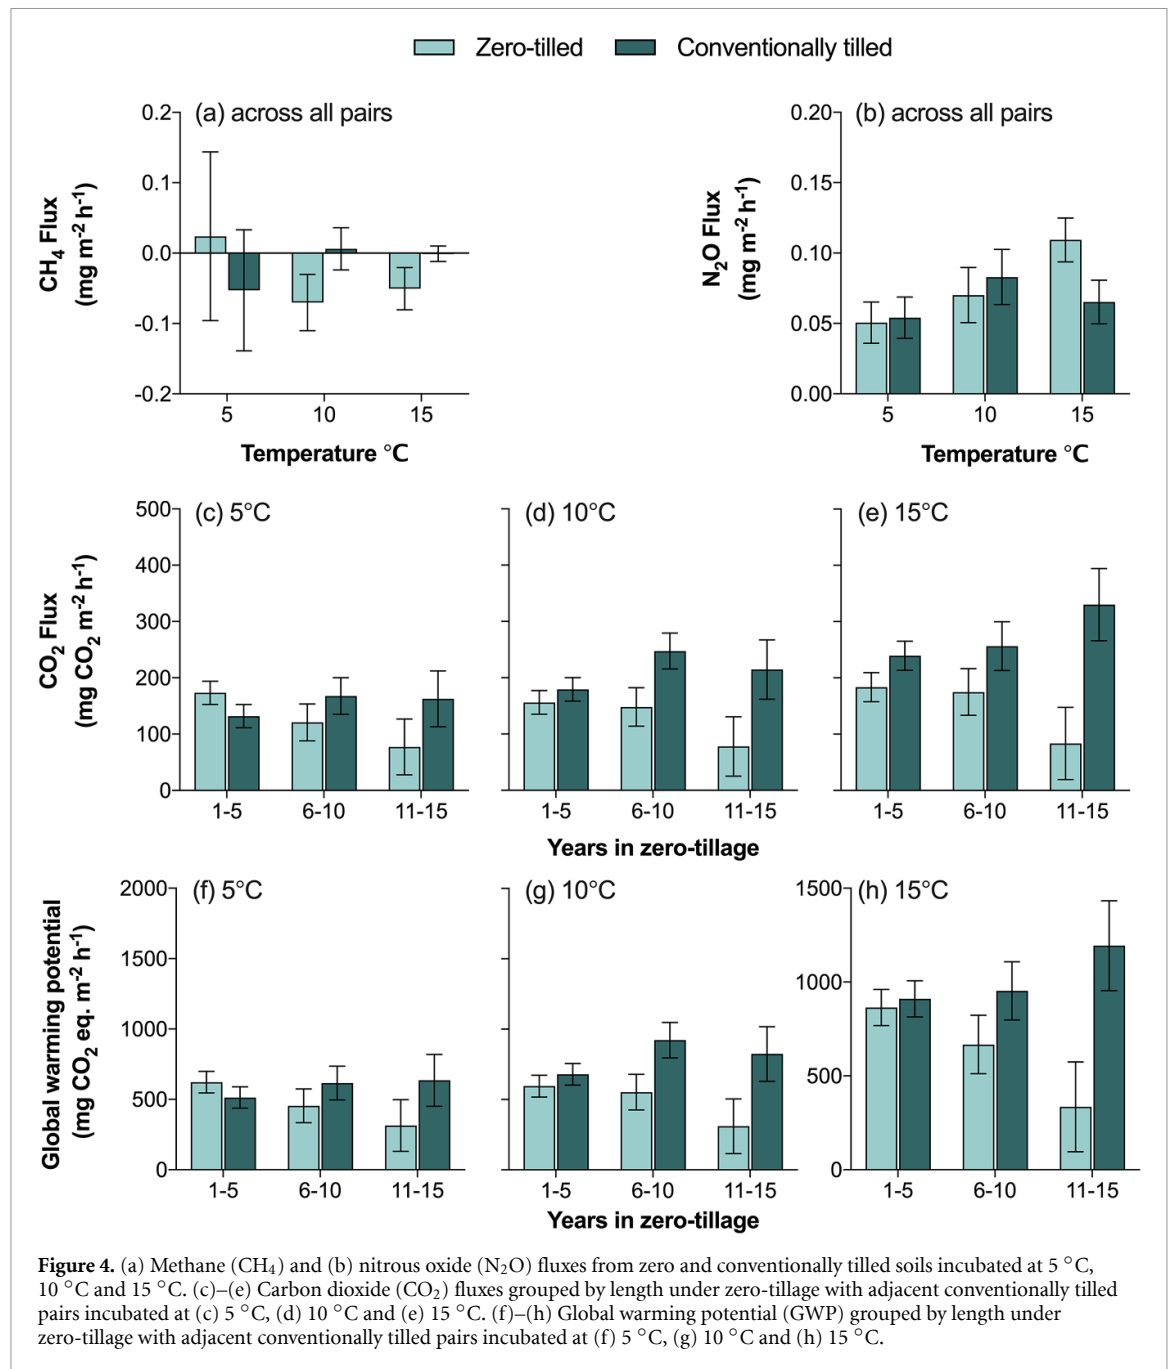 Zero-tilled Conventionally tilled
(a) across all pairs
0.2
0.1
0.0
-0.1
-0.2
CH4 Flux
(mg m-2 h-1)
5 10 15
Temperature °C
(b) across all pairs
0.20
0.15
0.10
0.05
0.00
N2O Flux
(mg m-2 h-1)
5 10 15
Temperature °C
(c) 5°C
500
400
300
200
100
0
CO2 Flux
(mg CO2 m-2 h-1)
1-5 6-10 11-15
(d) 10°C
1-5 6-10 11-15
(e) 15°C
1-5 6-10 11-15
Years in zero-tillage
(f) 5°C
2000
1500
1000
500
0
Global warming potential
(mg CO2 eq. m-2 h-1)
1-5 6-10 11-15
(g) 10°C
1-5 6-10 11-15
(h) 15°C
1500
1000
500
0
1-5 6-10 11-15
Years in zero-tillage
Figure 4. (a) Methane (CH4) and (b) nitrous oxide (N2O) fluxes from zero and conventionally tilled soils incubated at 5 °C,
10 °C and 15 °C. (c)–(e) Carbon dioxide (CO2) fluxes grouped by length under zero-tillage with adjacent conventionally tilled
pairs incubated at (c) 5 °C, (d) 10 °C and (e) 15 °C. (f)–(h) Global warming potential (GWP) grouped by length under
zero-tillage with adjacent conventionally tilled pairs incubated at (f) 5 °C, (g) 10 °C and (h) 15 °C.